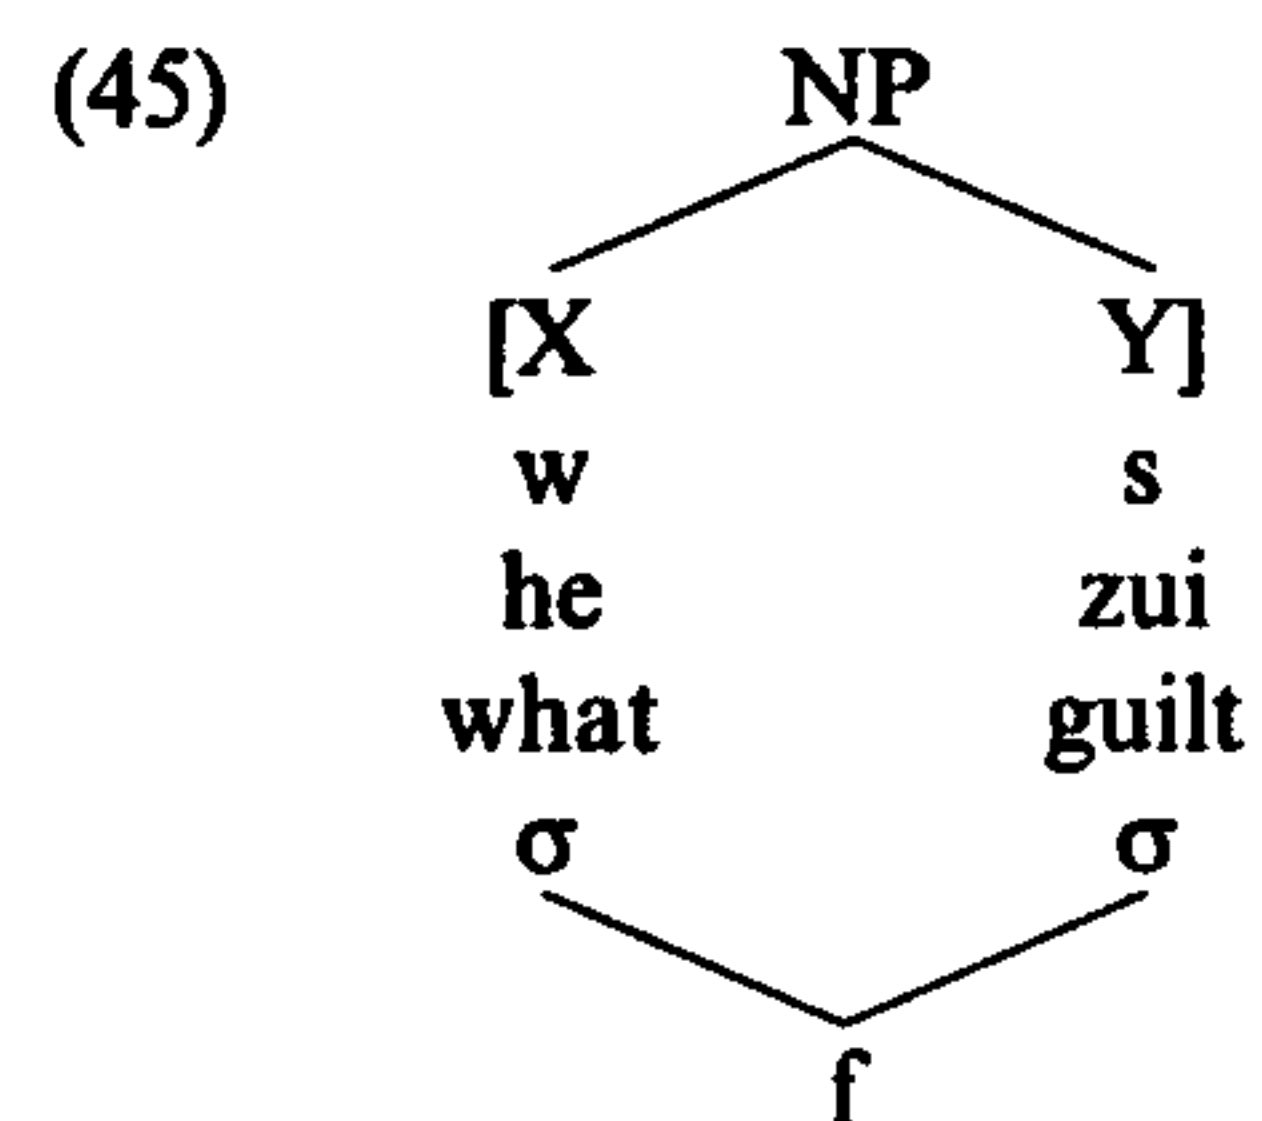 (45) NP
[X Y]
w s
he zui
what guilt
σ σ
f